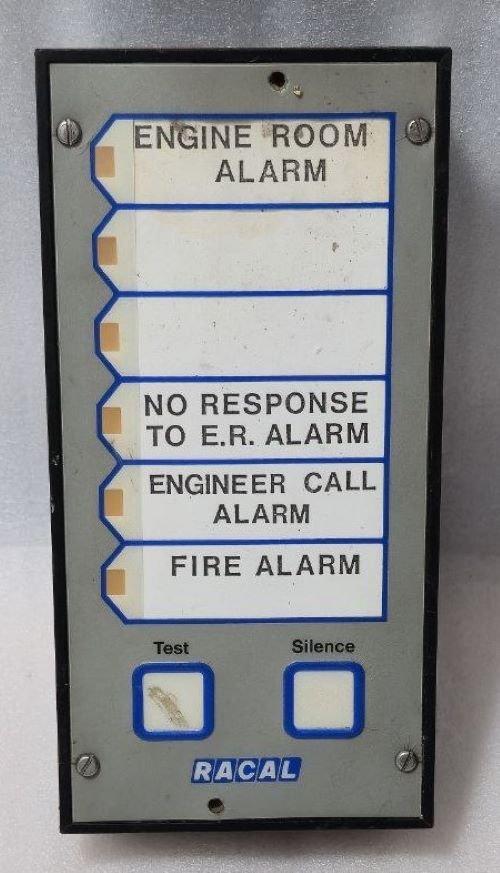 ENGINE ROOM
ALARM
NO RESPONSE
TO E.R. ALARM
ENGINEER CALL
ALARM
FIRE ALARM
Test Silence
RACAL